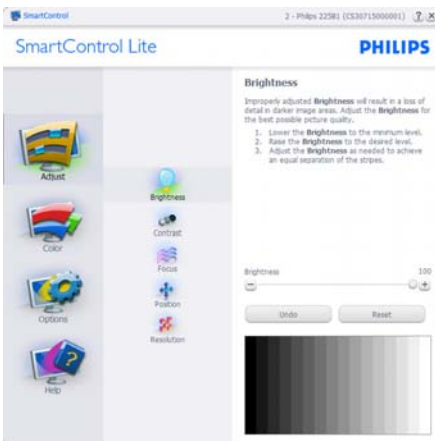 SmartControl
2 - Philips 225B1 (CS30715000001)
SmartControl Lite
PHILIPS
Adjust
Color
Options
Help
Brightness
Contrast
Focus
Position
Resolution
Brightness
Improperly adjusted Brightness will result in a loss of
detail in darker image areas. Adjust the Brightness for
the best possible picture quality.
1. Lower the Brightness to the minimum level.
2. Raise the Brightness to the desired level.
3. Adjust the Brightness as needed to achieve
an equal separation of the stripes.
Brightness 100
Undo
Reset